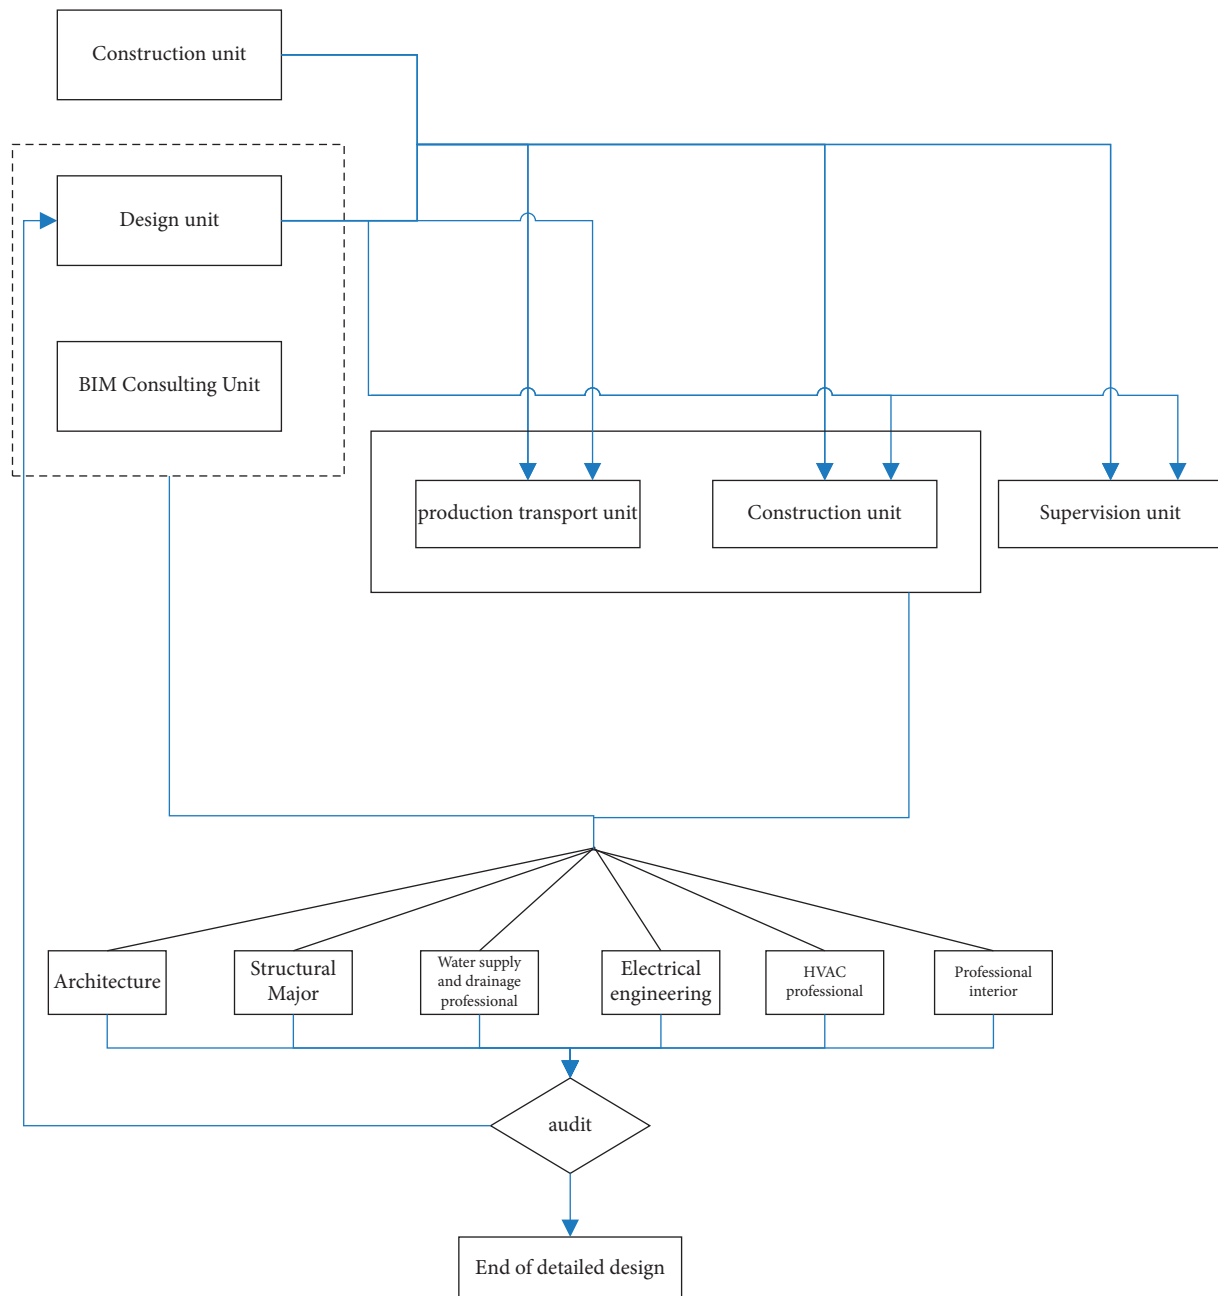 Construction unit
Design unit
BIM Consulting Unit
production transport unit
Construction unit
Supervision unit
Architecture
Structural
Major
Water supply
and drainage
professional
Electrical
engineering
HVAC
professional
Professional
interior
audit
End of detailed design